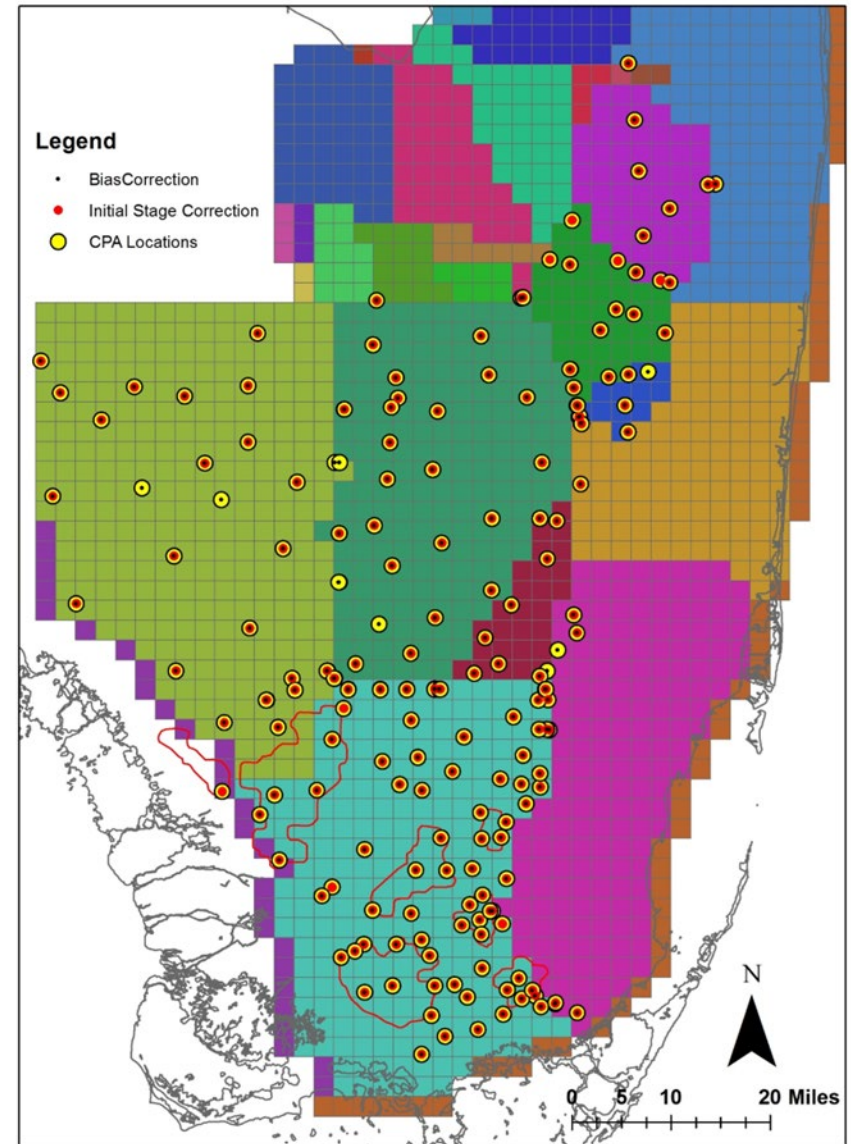 Legend
BiasCorrection
Initial Stage Correction
CPA Locations
N
0 5 10 20 Miles